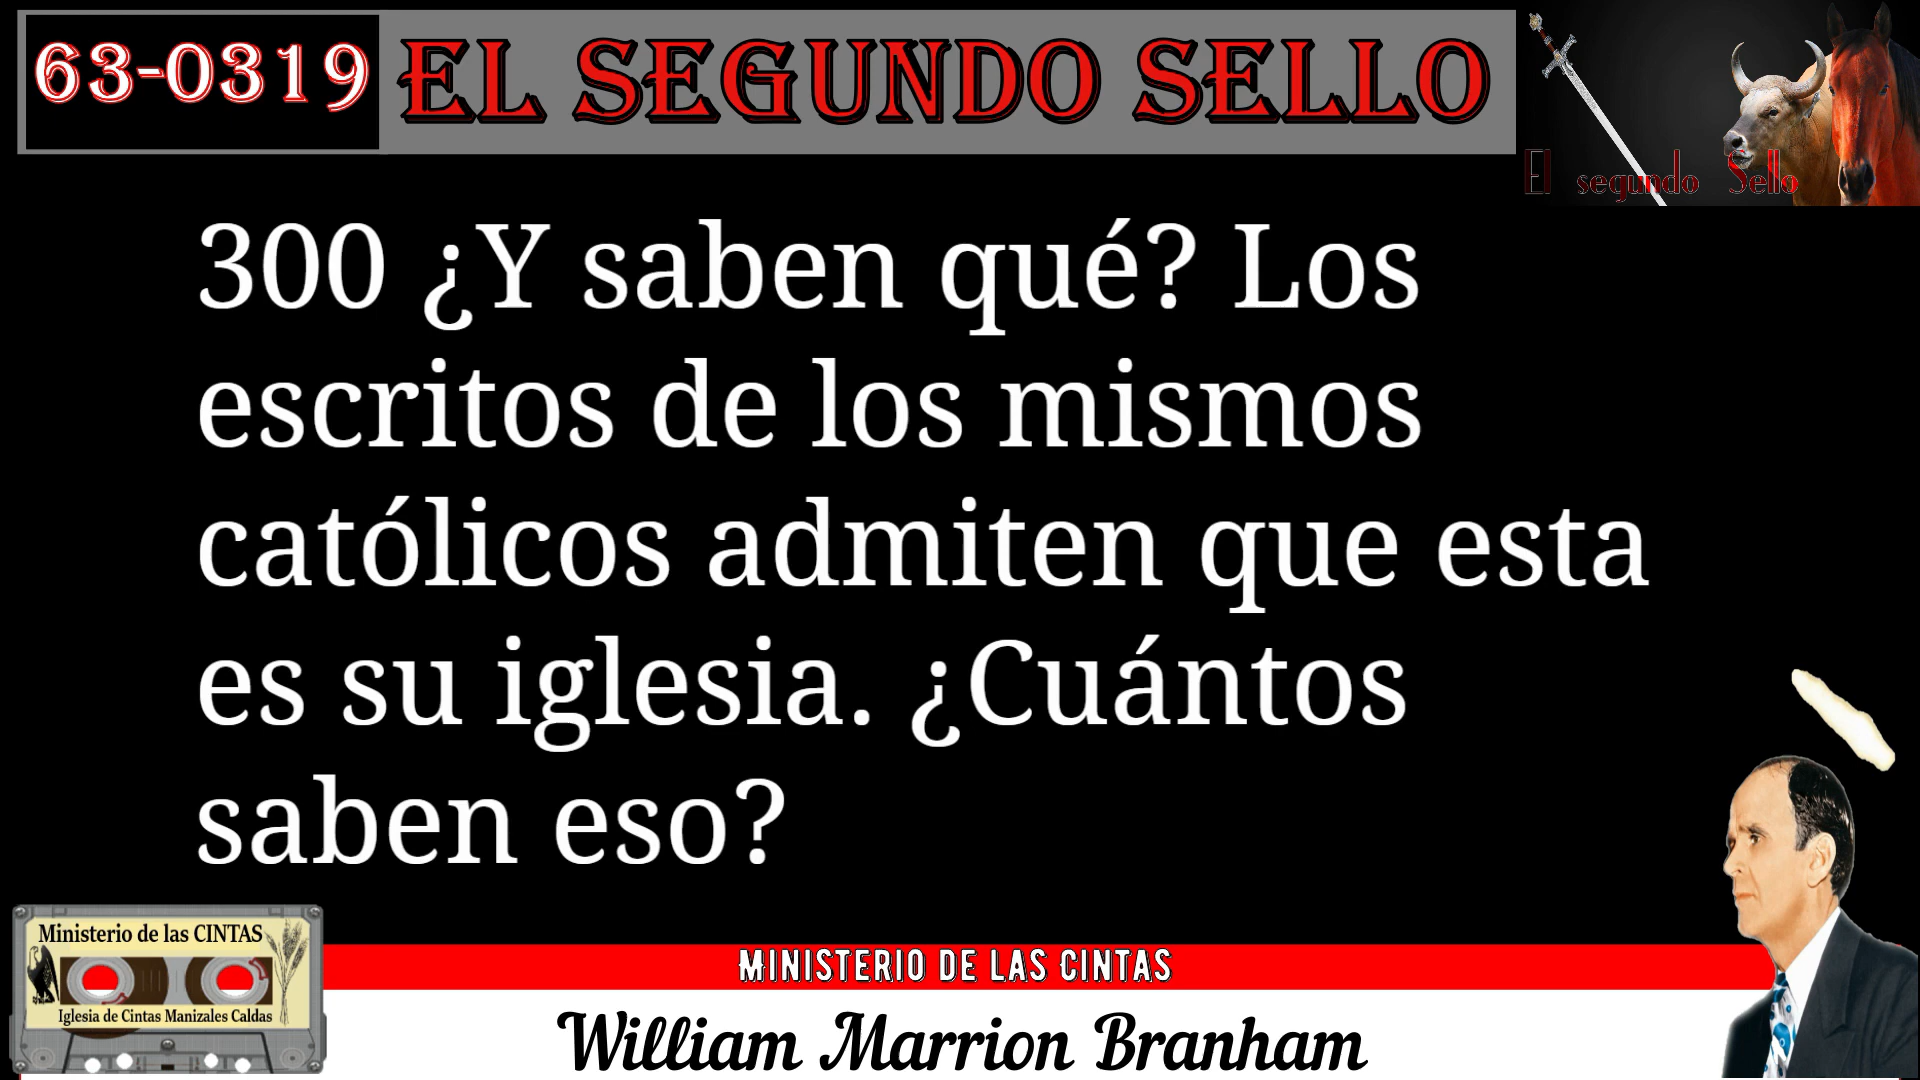 63-0319
EL SEGUNDO SELLO
El segundo Sello
300 ¿Y saben qué? Los
escritos de los mismos
católicos admiten que esta
es su iglesia. ¿Cuántos
saben eso?
Ministerio de las CINTAS
Iglesia de Cintas Manizales Caldas
MINISTERIO DE LAS CINTAS
William Marrion Branham